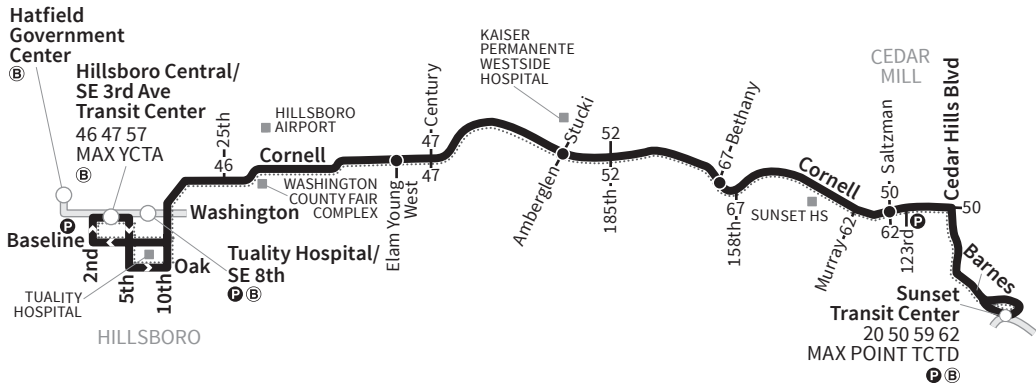 Hatfield
Government
Center
B
Hillsboro Central/
SE 3rd Ave
Transit Center
46 47 57
MAX YCTA
B
25th
46
HILLSBORO
AIRPORT
Cornell
WASHINGTON
COUNTY FAIR
COMPLEX
47
Century
47
Elam Young
West
KAISER
PERMANENTE
WESTSIDE
HOSPITAL
Stucki
Amberglen
52
52
185th
67
Bethany
67
158th
SUNSET HS
Cornell
Murray
62
CEDAR
MILL
Saltzman
50
62
123rd
P
Cedar Hills Blvd
50
Barnes
Sunset
Transit Center
20 50 59 62
MAX POINT TCTD
P B
Washington
P
Baseline
2nd
5th
10th
Oak
Tuality Hospital/
SE 8th
P B
TUALITY
HOSPITAL
HILLSBORO